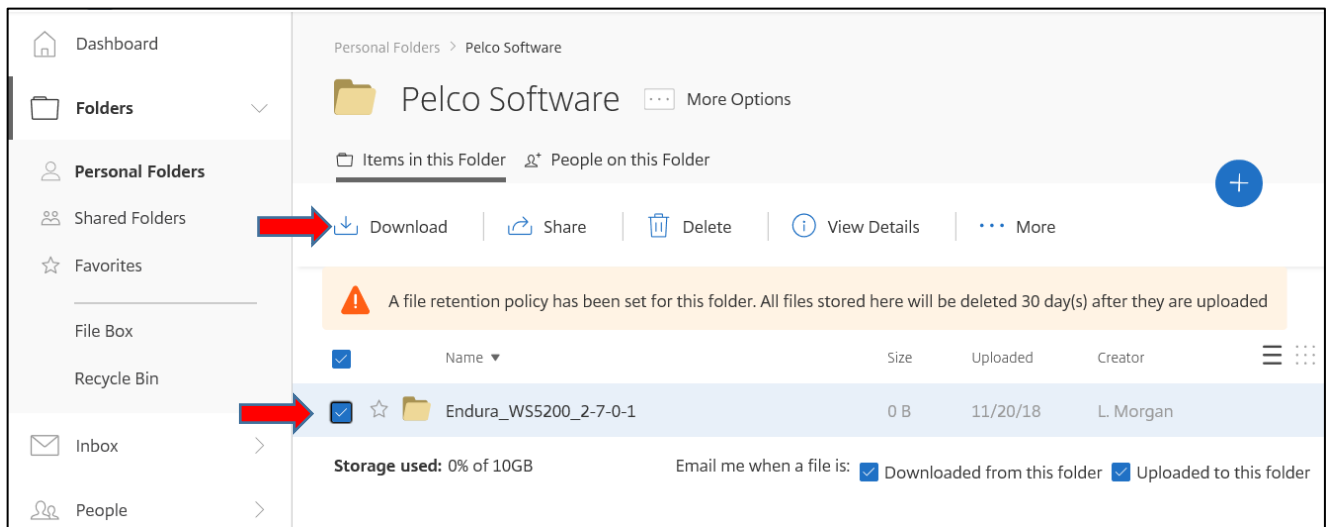 Dashboard
Folders
Personal Folders
Shared Folders
Favorites
File Box
Recycle Bin
Inbox
People
Personal Folders > Pelco Software
Pelco Software ··· More Options
Items in this Folder People on this Folder
Download Share Delete View Details ··· More
A file retention policy has been set for this folder. All files stored here will be deleted 30 day(s) after they are uploaded
Name Size Uploaded Creator
Endura_WS5200_2-7-0-1 0 B 11/20/18 L. Morgan
Storage used: 0% of 10GB Email me when a file is: Downloaded from this folder Uploaded to this folder